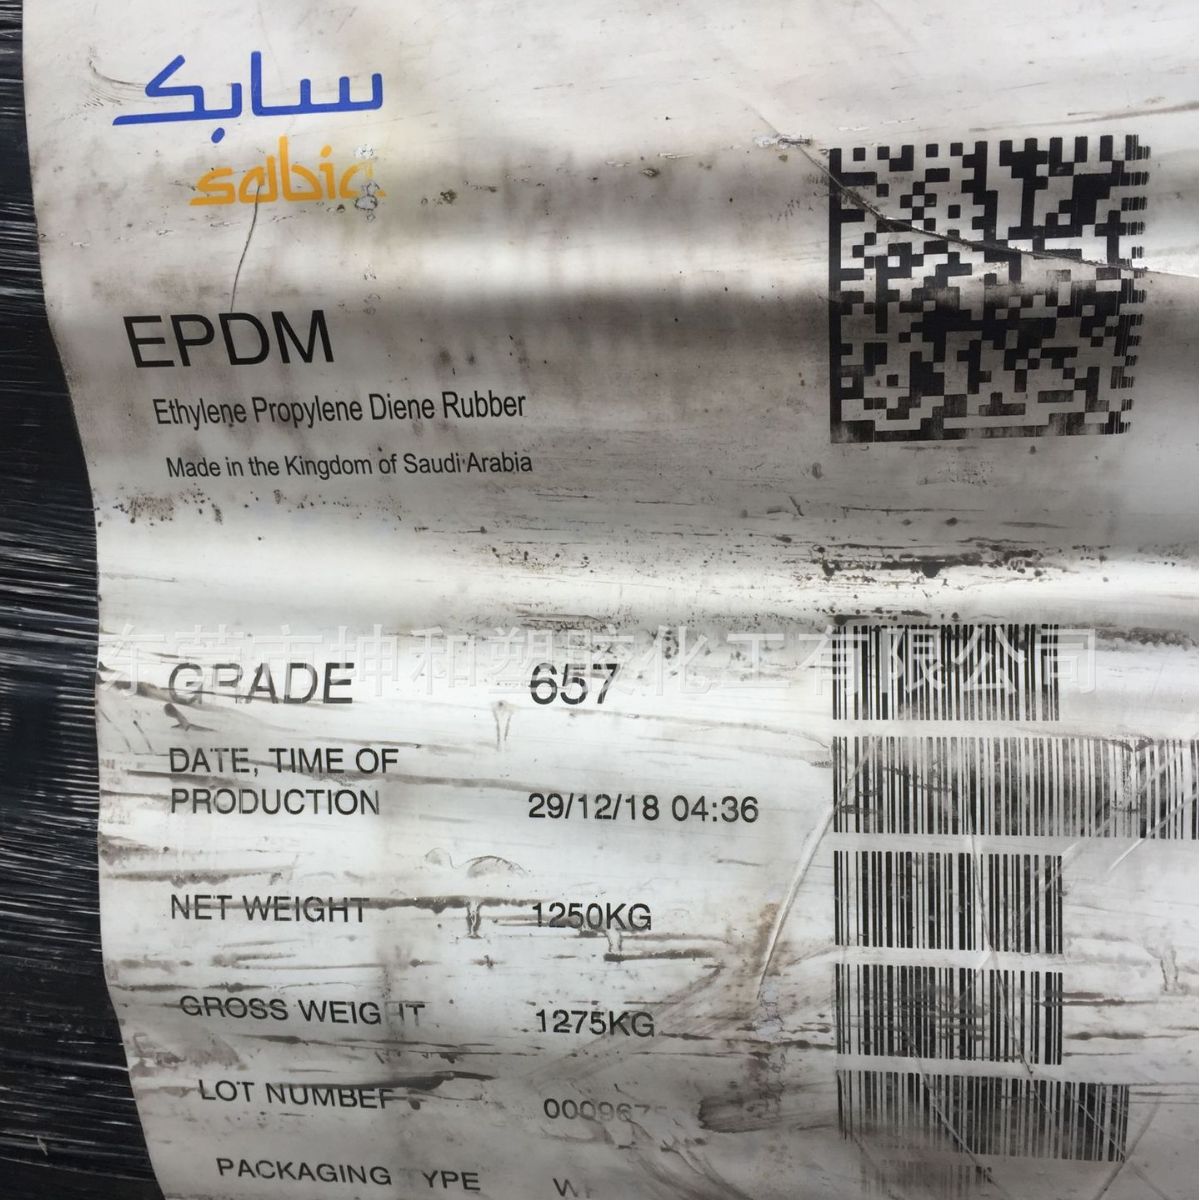 سابك
sabic
EPDM
Ethylene Propylene Diene Rubber
Made in the Kingdom of Saudi Arabia
东莞市坤和塑胶化工有限公司
GRADE 657
DATE, TIME OF
PRODUCTION 29/12/18 04:36
NET WEIGHT 1250KG
GROSS WEIGHT 1275KG
LOT NUMBER
PACKAGING TYPE